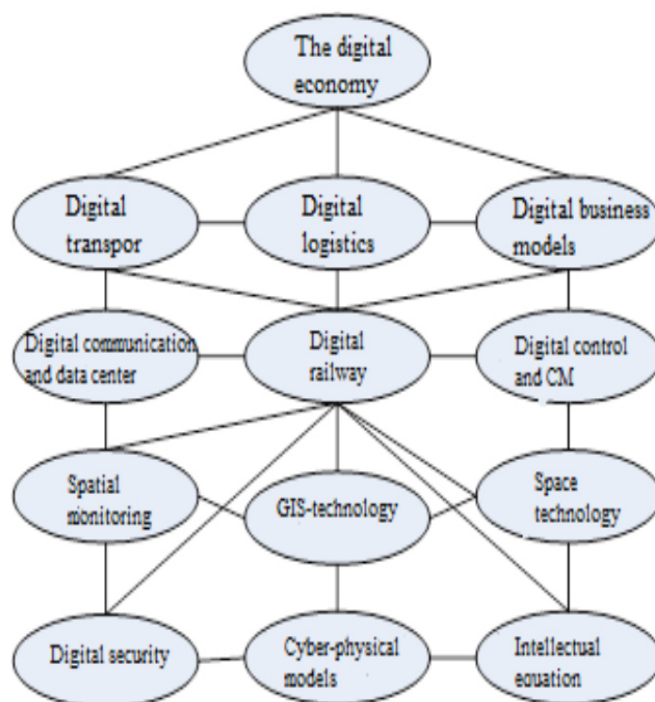 The digital
economy
Digital
transpor
Digital
logistics
Digital business
models
Digital communication
and data center
Digital
railway
Digital control
and CM
Spatial
monitoring
GIS-technology
Space
technology
Digital security
Cyber-physical
models
Intellectual
equation